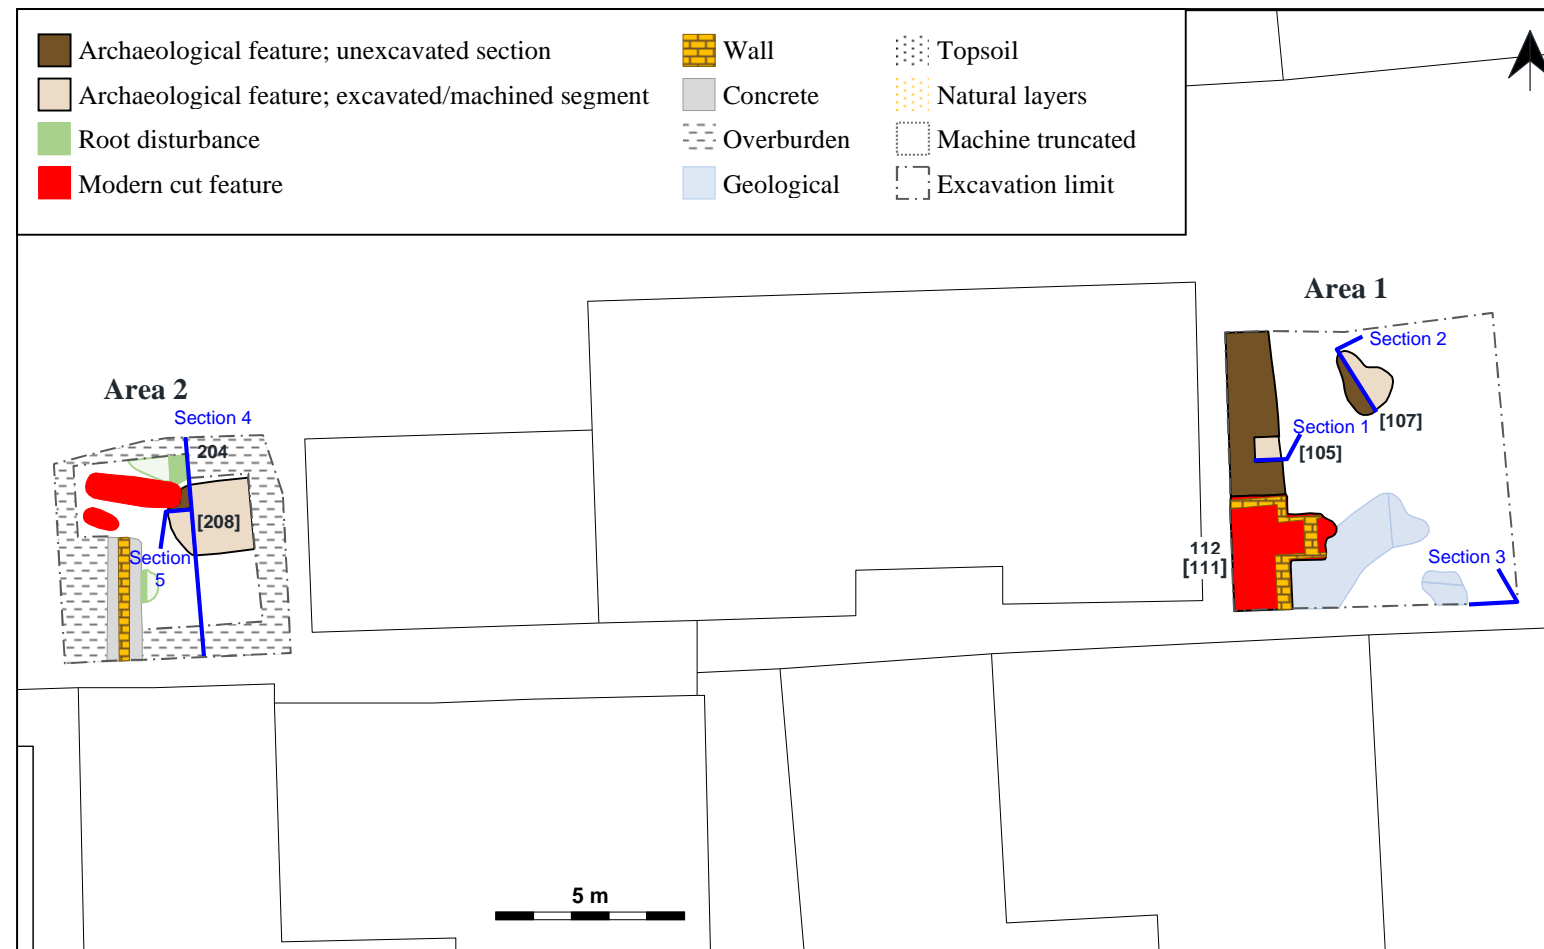 Archaeological feature; unexcavated section
Archaeological feature; excavated/machined segment
Root disturbance
Modern cut feature
Wall
Concrete
Overburden
Geological
Topsoil
Natural layers
Machine truncated
Excavation limit
Area 1
Section 2
[107]
Section 1
[105]
112
[111]
Section 3
Area 2
Section 4
204
[208]
Section
5
5 m